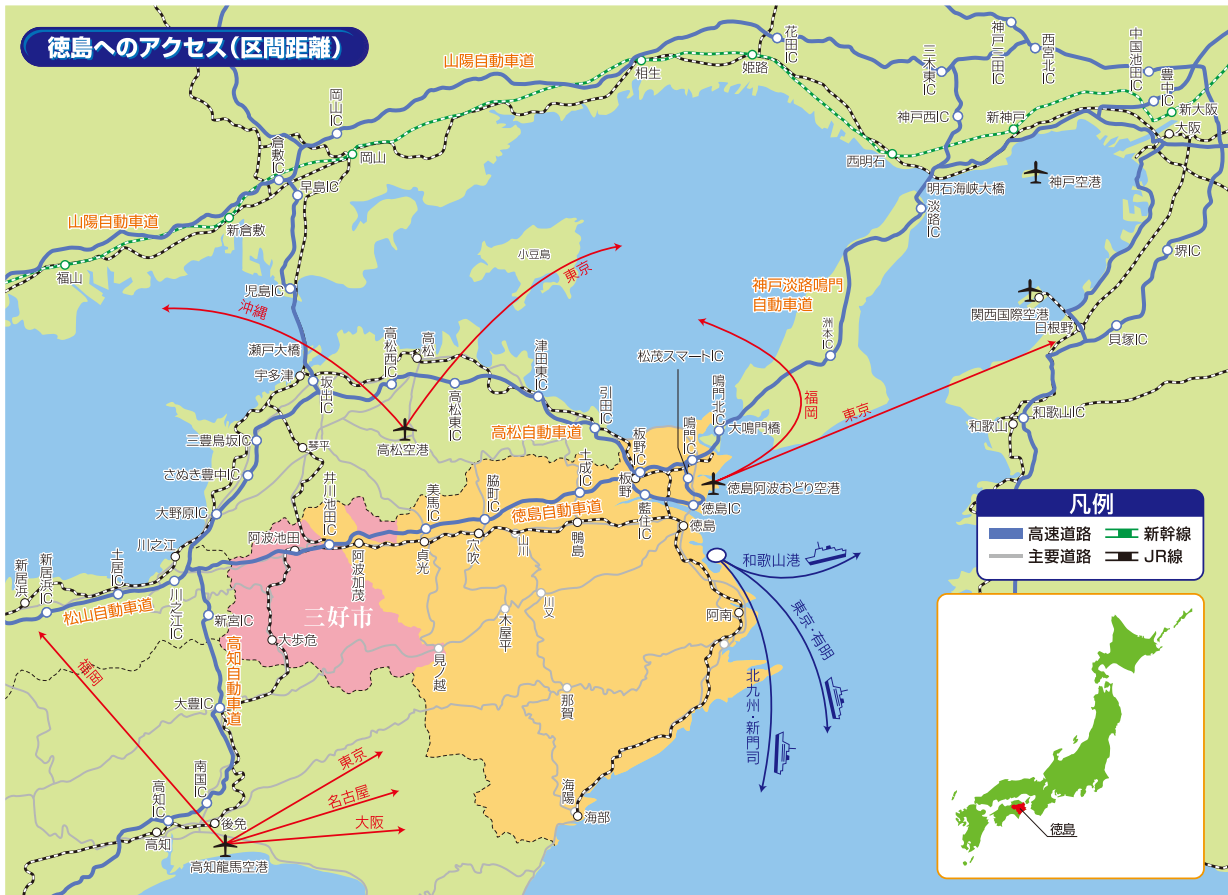 徳島へのアクセス（区間距離）
山陽自動車道
相生
姫路
花田IC
三木東IC
神戸三田IC
西宮北IC
中国池田IC
豊中IC
新大阪
大阪
岡山IC
倉敷IC
岡山
早島IC
神戸西IC
新神戸
西明石
明石海峡大橋
神戸空港
淡路IC
山陽自動車道
新倉敷
福山
小豆島
東京
堺IC
児島IC
沖縄
神戸淡路鳴門
自動車道
関西国際空港
日根野
貝塚IC
瀬戸大橋
高松西IC
高松
洲本IC
松茂スマートIC
宇多津
坂出IC
高松東IC
津田東IC
引田IC
鳴門北IC
福岡
東京
和歌山IC
和歌山
三豊鳥坂IC
琴平
高松空港
高松自動車道
板野IC
鳴門IC
大鳴門橋
さぬき豊中IC
井川池田IC
美馬IC
脇町IC
土成IC
板野
徳島阿波おどり空港
大野原IC
徳島自動車道
藍住IC
徳島IC
徳島
凡例
高速道路
新幹線
主要道路
JR線
川之江
阿波池田
阿波加茂
貞光
穴吹
山川
鴨島
和歌山港
新居浜
新居浜IC
土居IC
松山自動車道
川之江IC
新宮IC
三好市
木屋平
川又
阿南
東京・有明
大歩危
見ノ越
高知自動車道
福岡
大豊IC
那賀
北九州・新門司
東京
名古屋
大阪
南国IC
高知IC
高知
後免
高知龍馬空港
海陽
海部
徳島